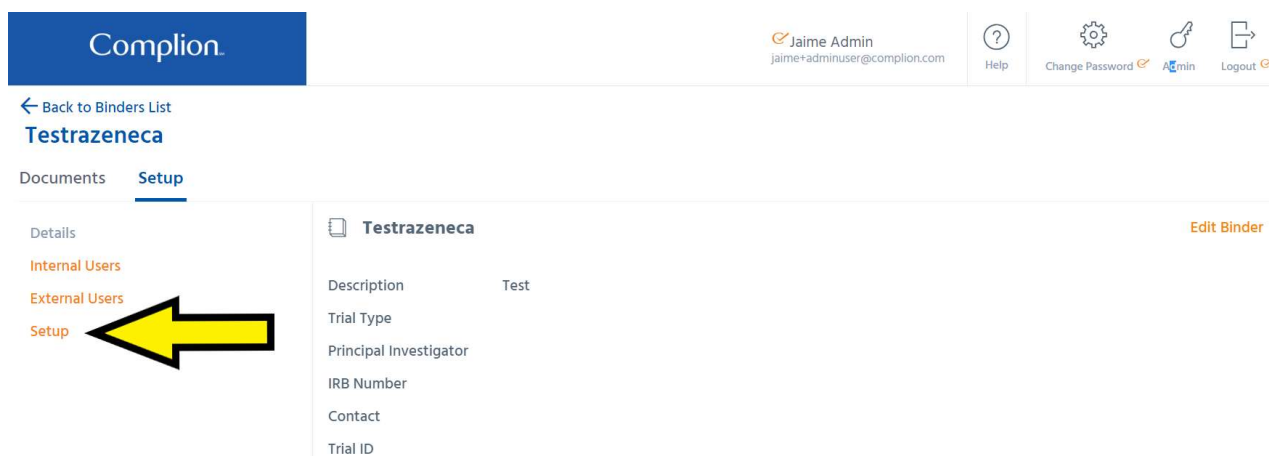 Complion
Jaime Admin
jaime+adminuser@complion.com
Help
Change Password
Admin
Logout
Back to Binders List
Testrazeneca
Documents
Setup
Details
Internal Users
External Users
Setup
Testrazeneca
Edit Binder
Description Test
Trial Type
Principal Investigator
IRB Number
Contact
Trial ID